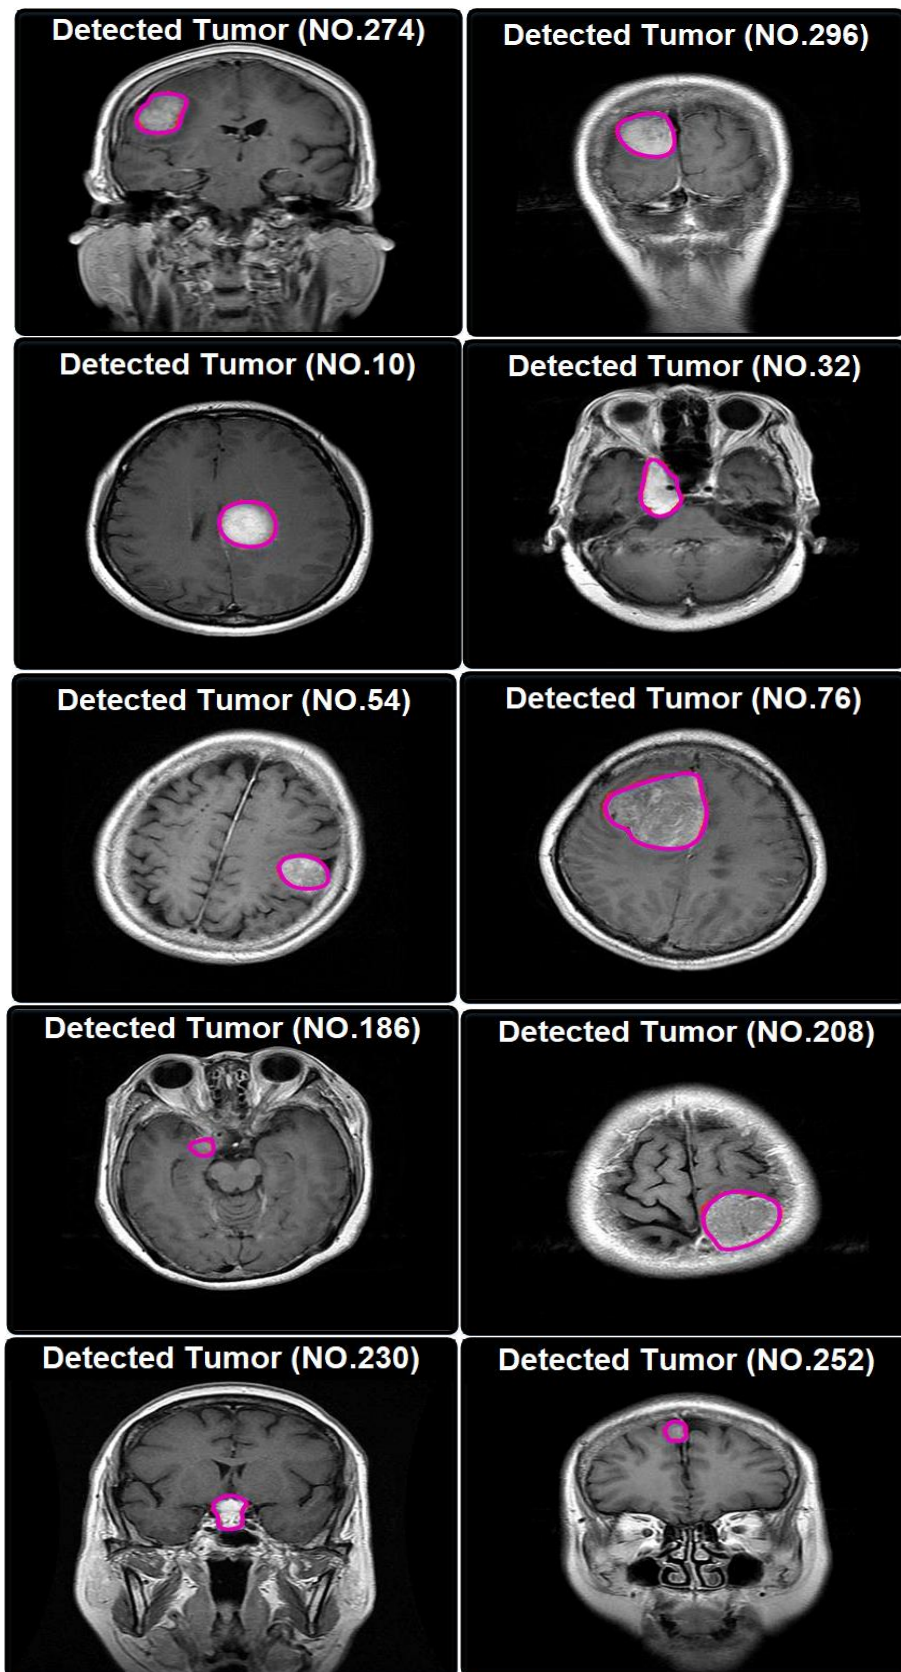 Detected Tumor (NO.274)
Detected Tumor (NO.296)
Detected Tumor (NO.10)
Detected Tumor (NO.32)
Detected Tumor (NO.54)
Detected Tumor (NO.76)
Detected Tumor (NO.186)
Detected Tumor (NO.208)
Detected Tumor (NO.230)
Detected Tumor (NO.252)